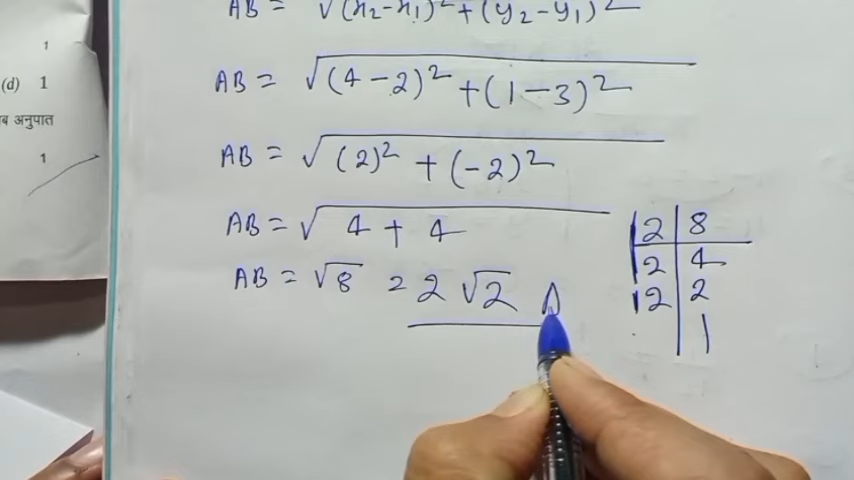 1
(d) 1
ब अनुपात
1
AB = √(x₂-x₁)²+(y₂-y₁)²
AB = √(4-2)²+(1-3)²
AB = √(2)²+(-2)²
AB = √4+4
AB = √8 = 2√2 A
2 | 8
2 | 4
2 | 2
1